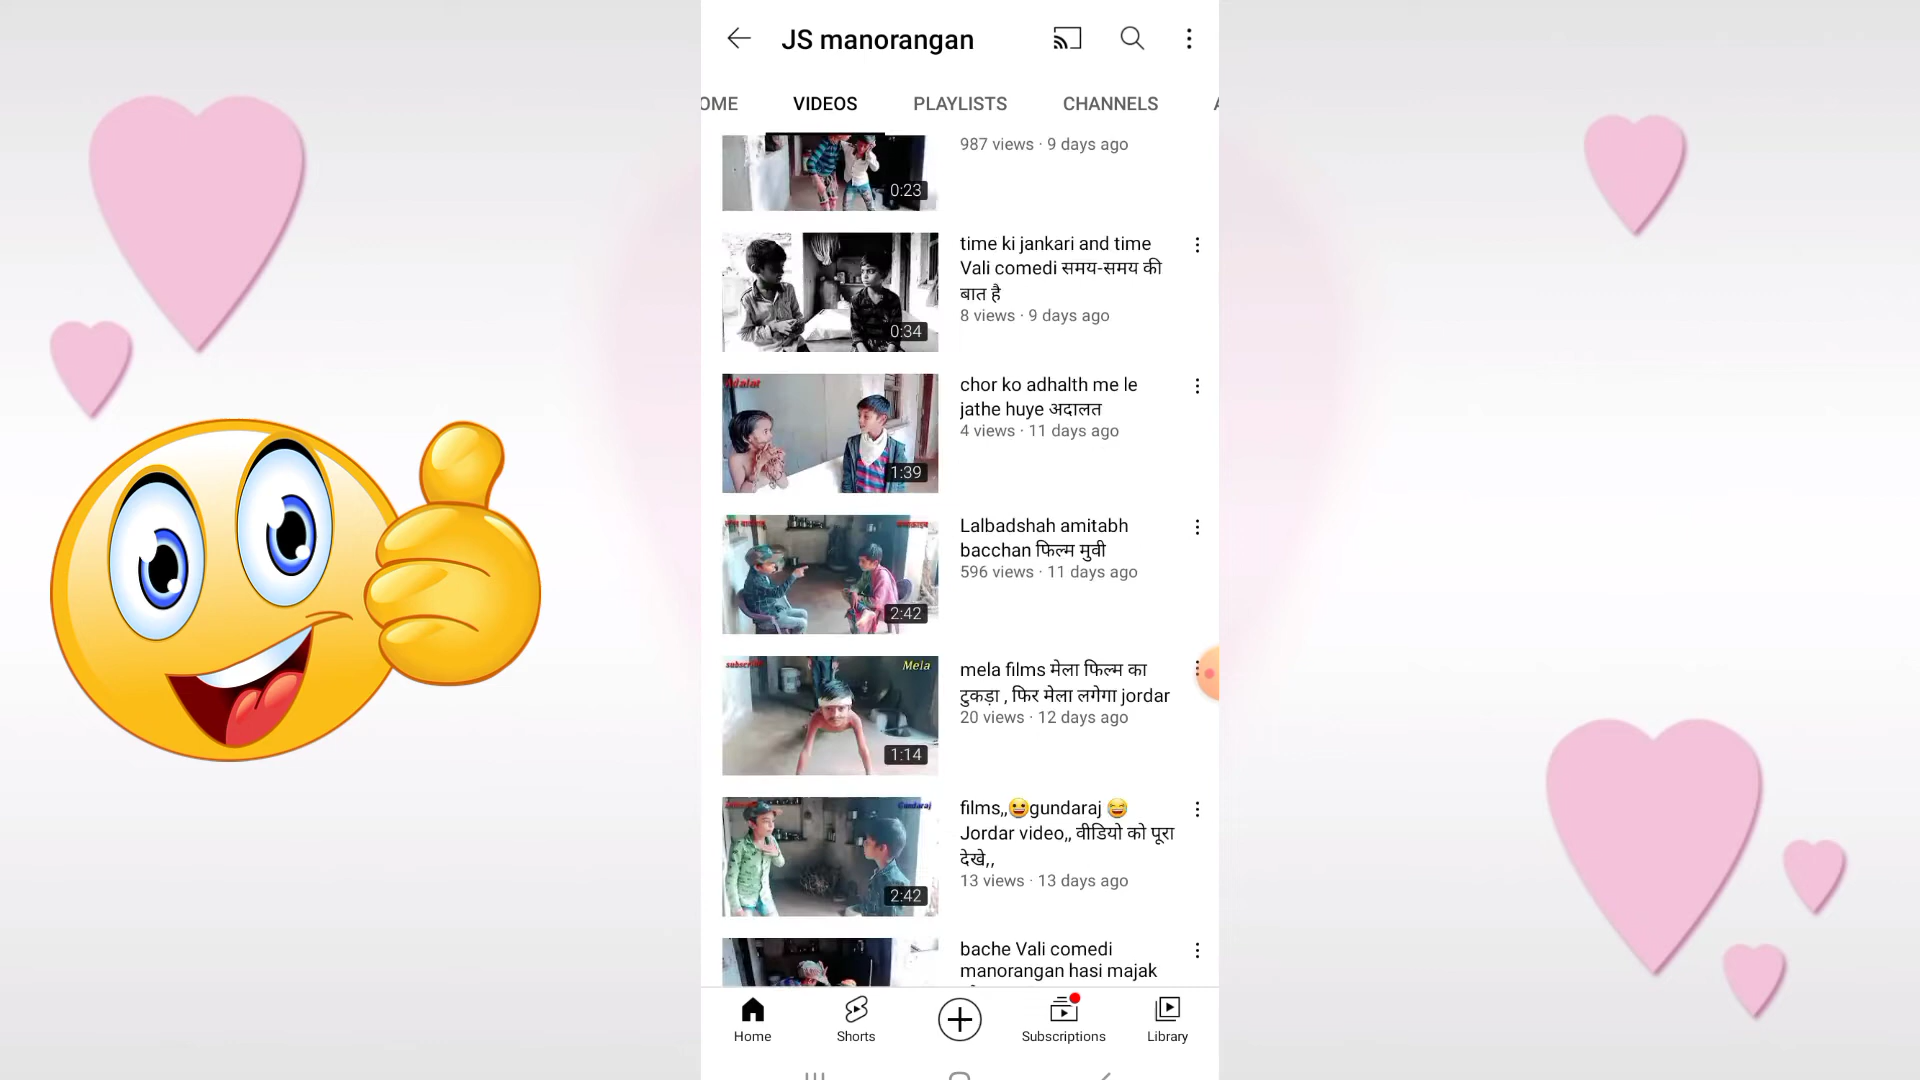 JS manorangan
OME VIDEOS PLAYLISTS CHANNELS
987 views · 9 days ago
0:23
time ki jankari and time
Vali comedi समय-समय की
बात है
8 views · 9 days ago
0:34
Adalat
chor ko adhalth me le
jathe huye अदालत
4 views · 11 days ago
1:39
Lalbadshah amitabh
bacchan फिल्म मुवी
596 views · 11 days ago
2:42
Mela
mela films मेला फिल्म का
टुकड़ा , फिर मेला लगेगा jordar
20 views · 12 days ago
1:14
Gundaraj
films,,😀gundaraj 😂
Jordar video,, वीडियो को पूरा
देखे,,
13 views · 13 days ago
2:42
bache Vali comedi
manorangan hasi majak
Home Shorts Subscriptions Library